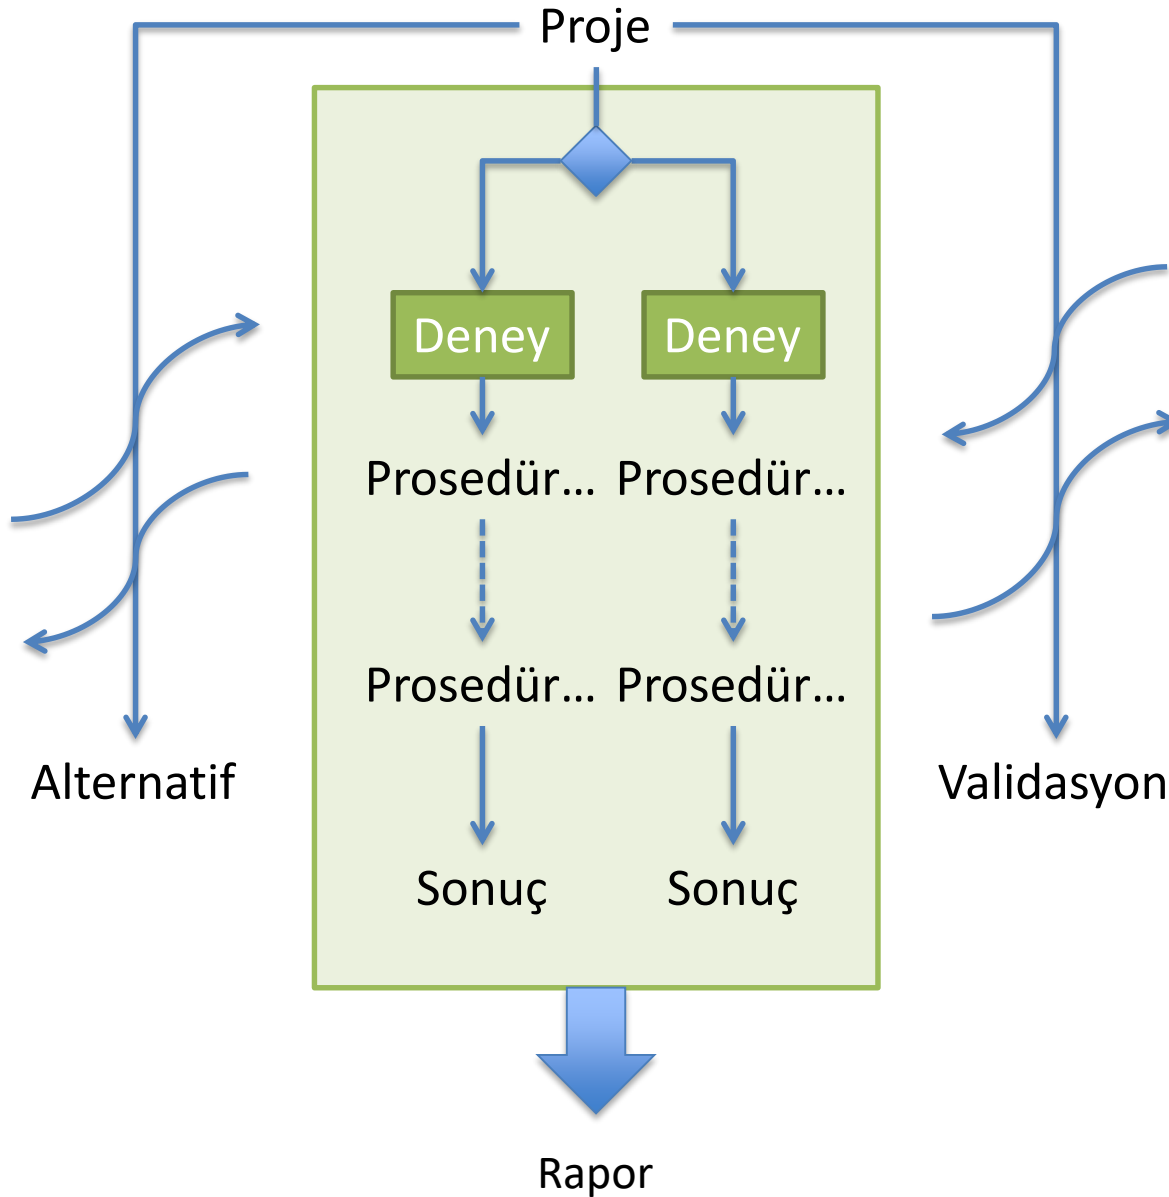 Proje
Deney Deney
Prosedür... Prosedür...
Prosedür... Prosedür...
Alternatif Validasyon
Sonuç Sonuç
Rapor